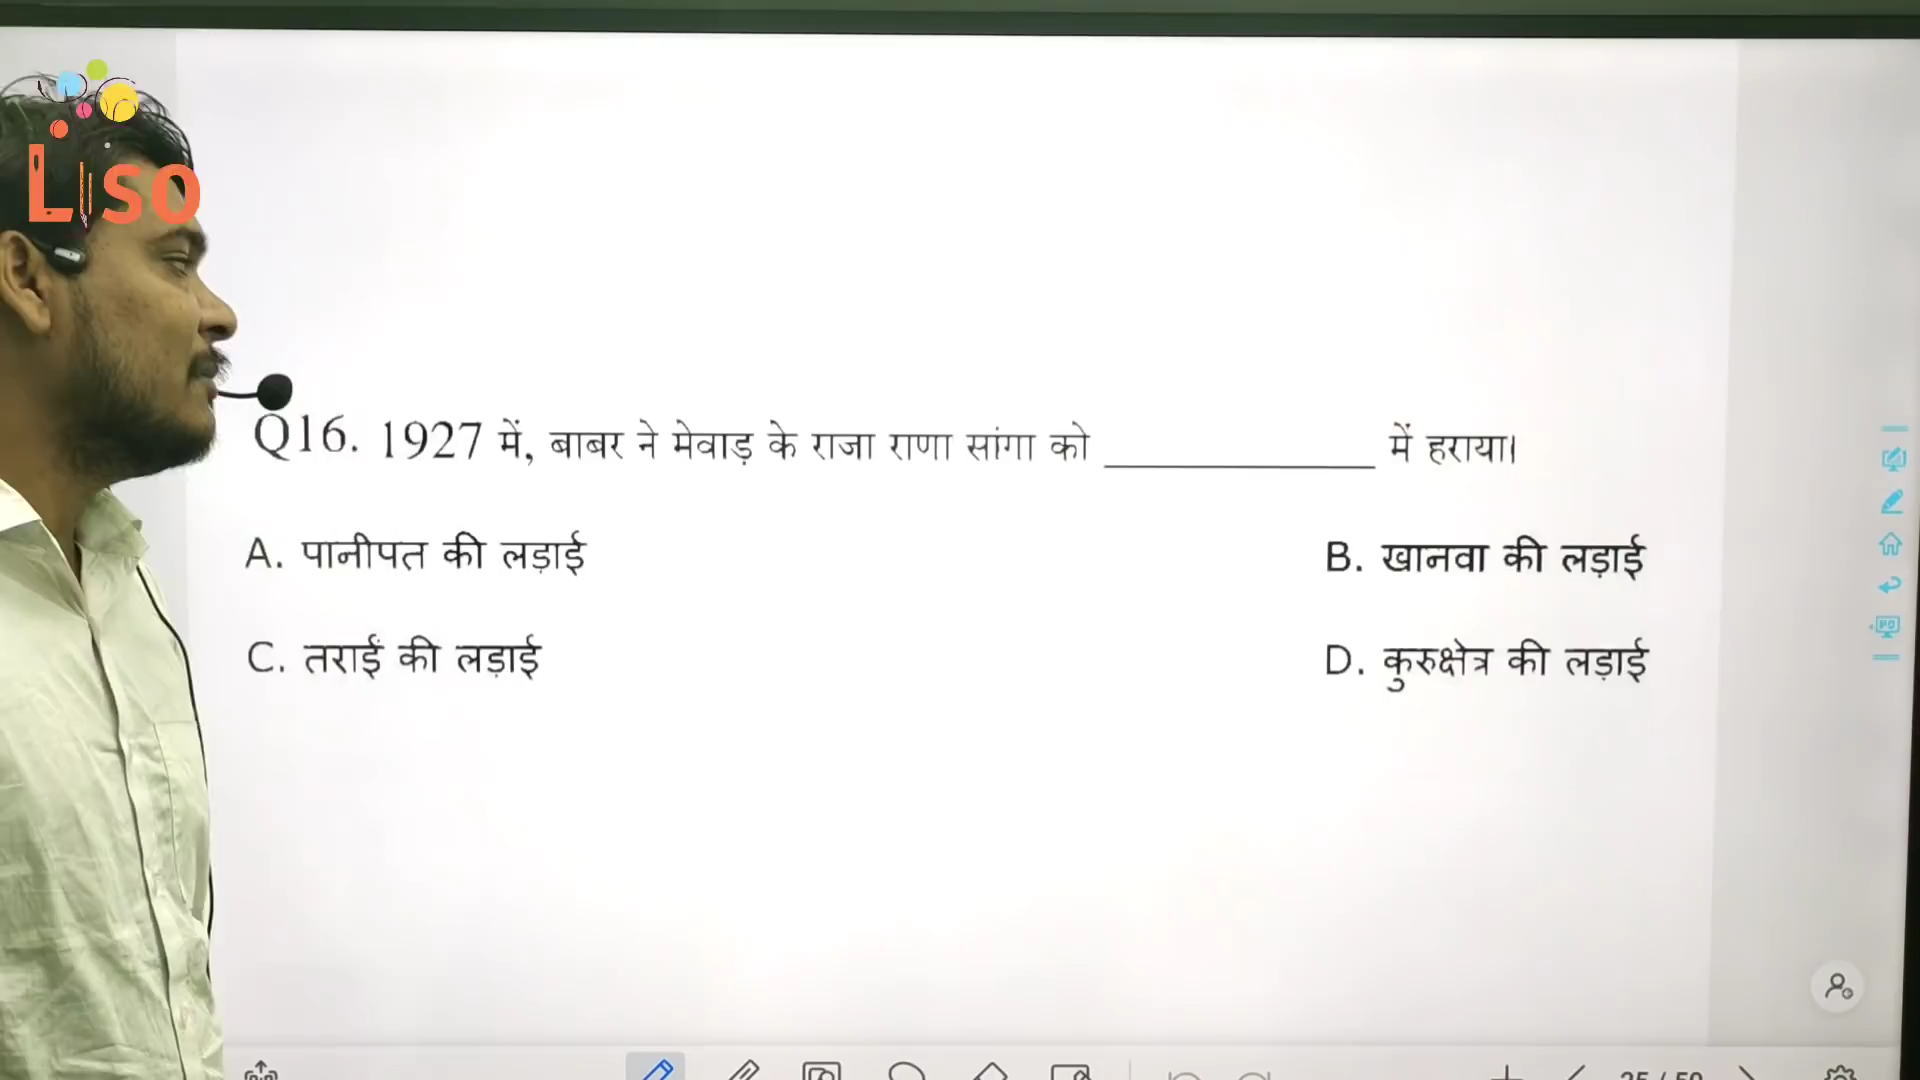 Liso
Q16. 1927 में, बाबर ने मेवाड़ के राजा राणा सांगा को ____________ में हराया।
A. पानीपत की लड़ाई
B. खानवा की लड़ाई
C. तराईं की लड़ाई
D. कुरुक्षेत्र की लड़ाई